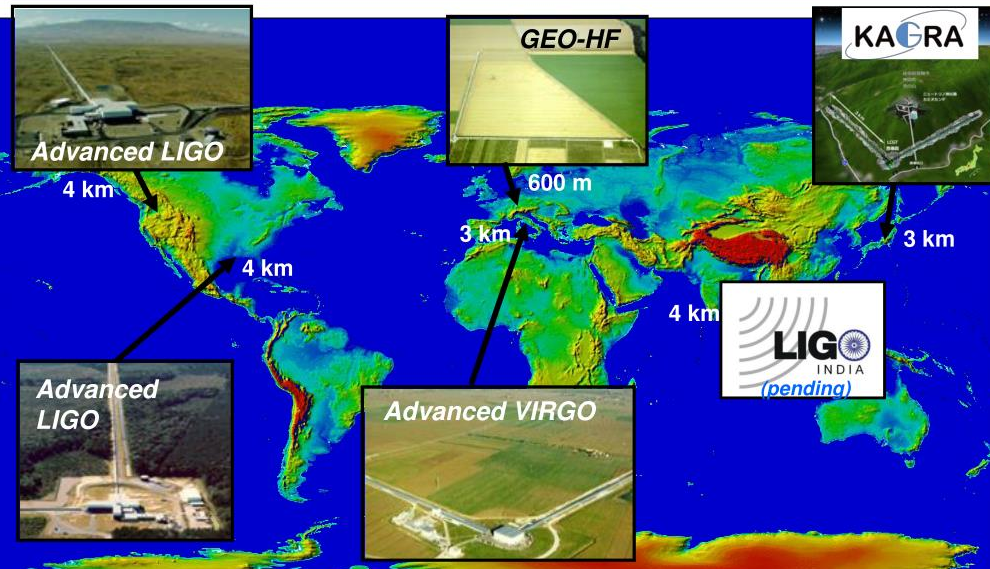 Advanced LIGO
4 km
GEO-HF
600 m
KAGRA
3 km
3 km
4 km
4 km
LIGO
INDIA
(pending)
Advanced
LIGO
Advanced VIRGO